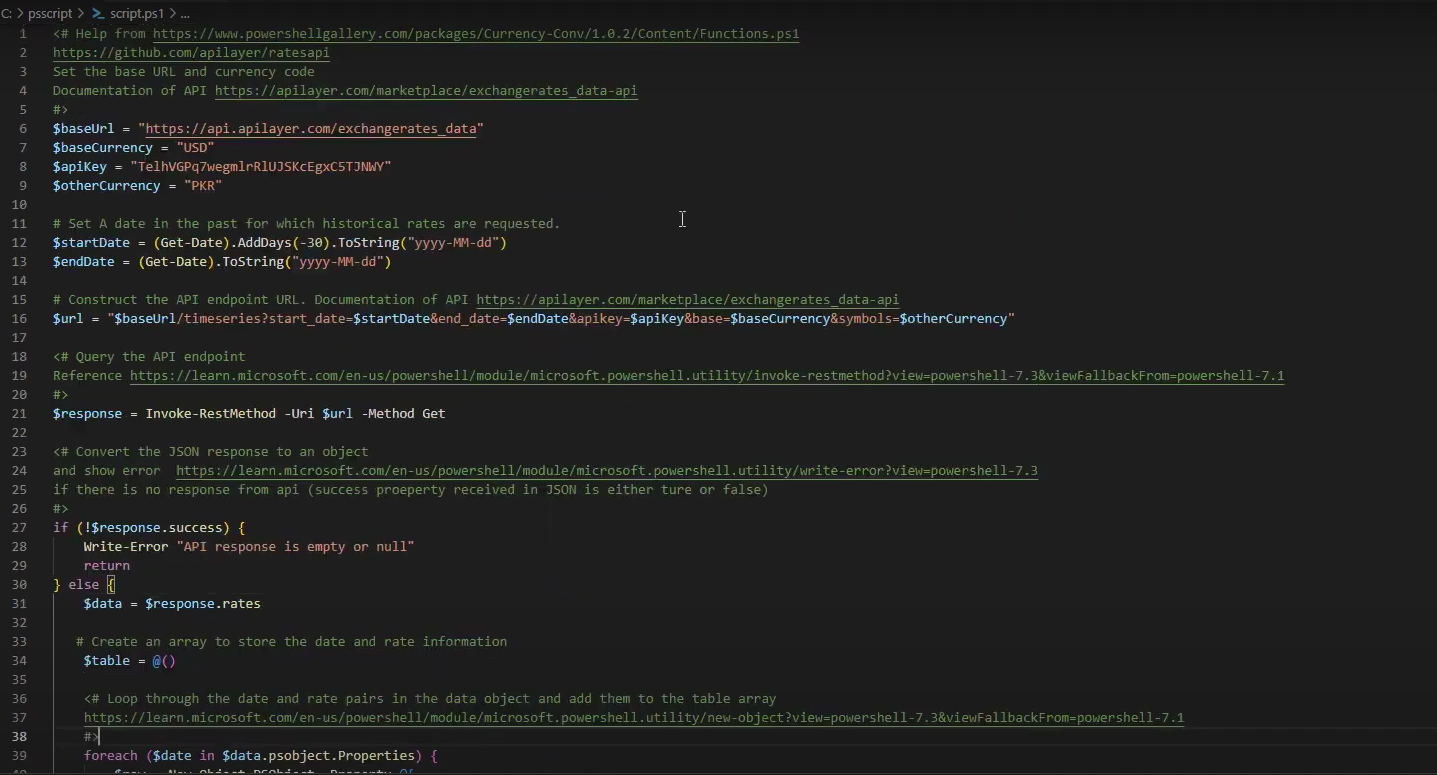 C: > psscript > script.ps1 > ...
1 <# Help from https://www.powershellgallery.com/packages/Currency-Conv/1.0.2/Content/Functions.ps1
2 https://github.com/apilayer/ratesapi
3 Set the base URL and currency code
4 Documentation of API https://apilayer.com/marketplace/exchangerates_data-api
5 #>
6 $baseUrl = "https://api.apilayer.com/exchangerates_data"
7 $baseCurrency = "USD"
8 $apiKey = "TelhVGPq7wegmlrRlUJSKcEgxC5TJNWY"
9 $otherCurrency = "PKR"
10
11 # Set A date in the past for which historical rates are requested.
12 $startDate = (Get-Date).AddDays(-30).ToString("yyyy-MM-dd")
13 $endDate = (Get-Date).ToString("yyyy-MM-dd")
14
15 # Construct the API endpoint URL. Documentation of API https://apilayer.com/marketplace/exchangerates_data-api
16 $url = "$baseUrl/timeseries?start_date=$startDate&end_date=$endDate&apikey=$apiKey&base=$baseCurrency&symbols=$otherCurrency"
17
18 <# Query the API endpoint
19 Reference https://learn.microsoft.com/en-us/powershell/module/microsoft.powershell.utility/invoke-restmethod?view=powershell-7.3&viewFallbackFrom=powershell-7.1
20 #>
21 $response = Invoke-RestMethod -Uri $url -Method Get
22
23 <# Convert the JSON response to an object
24 and show error  https://learn.microsoft.com/en-us/powershell/module/microsoft.powershell.utility/write-error?view=powershell-7.3
25 if there is no response from api (success proeperty received in JSON is either ture or false)
26 #>
27 if (!$response.success) {
28     Write-Error "API response is empty or null"
29     return
30 } else {
31     $data = $response.rates
32
33    # Create an array to store the date and rate information
34     $table = @()
35
36     <# Loop through the date and rate pairs in the data object and add them to the table array
37     https://learn.microsoft.com/en-us/powershell/module/microsoft.powershell.utility/new-object?view=powershell-7.3&viewFallbackFrom=powershell-7.1
38     #>
39     foreach ($date in $data.psobject.Properties) {